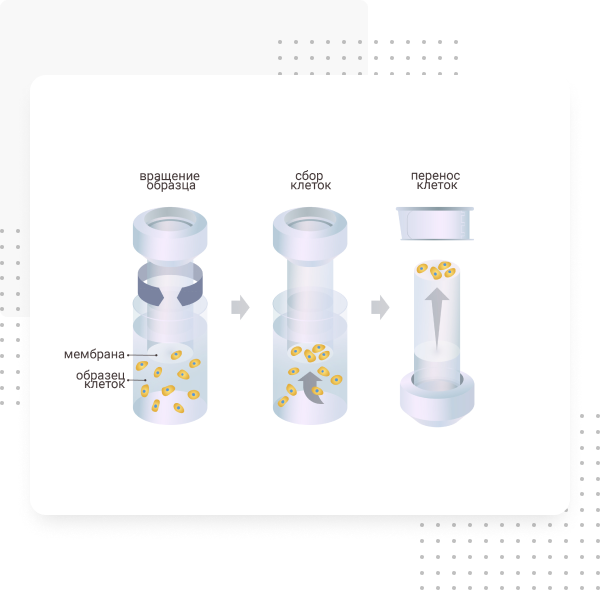 вращение
образца
сбор
клеток
перенос
клеток
мембрана
образец
клеток